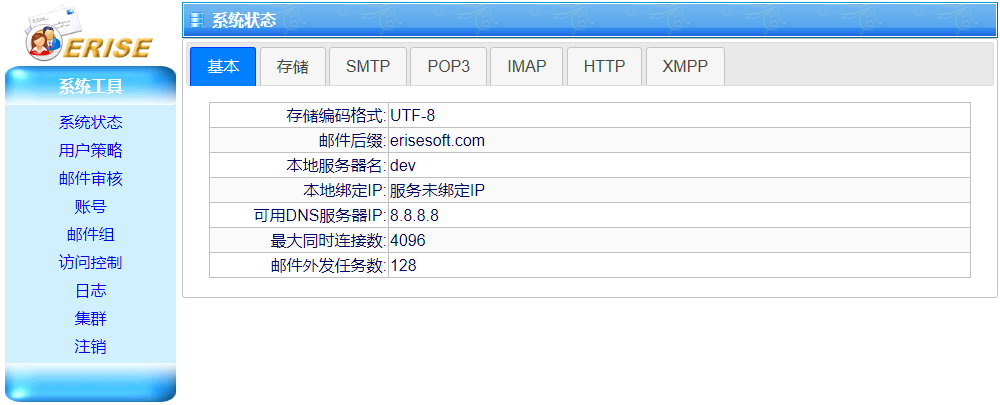 ERISE
系统工具
系统状态
用户策略
邮件审核
账号
邮件组
访问控制
日志
集群
注销
系统状态
基本 存储 SMTP POP3 IMAP HTTP XMPP
存储编码格式: UTF-8
邮件后缀: erisesoft.com
本地服务器名: dev
本地绑定IP: 服务未绑定IP
可用DNS服务器IP: 8.8.8.8
最大同时连接数: 4096
邮件外发任务数: 128